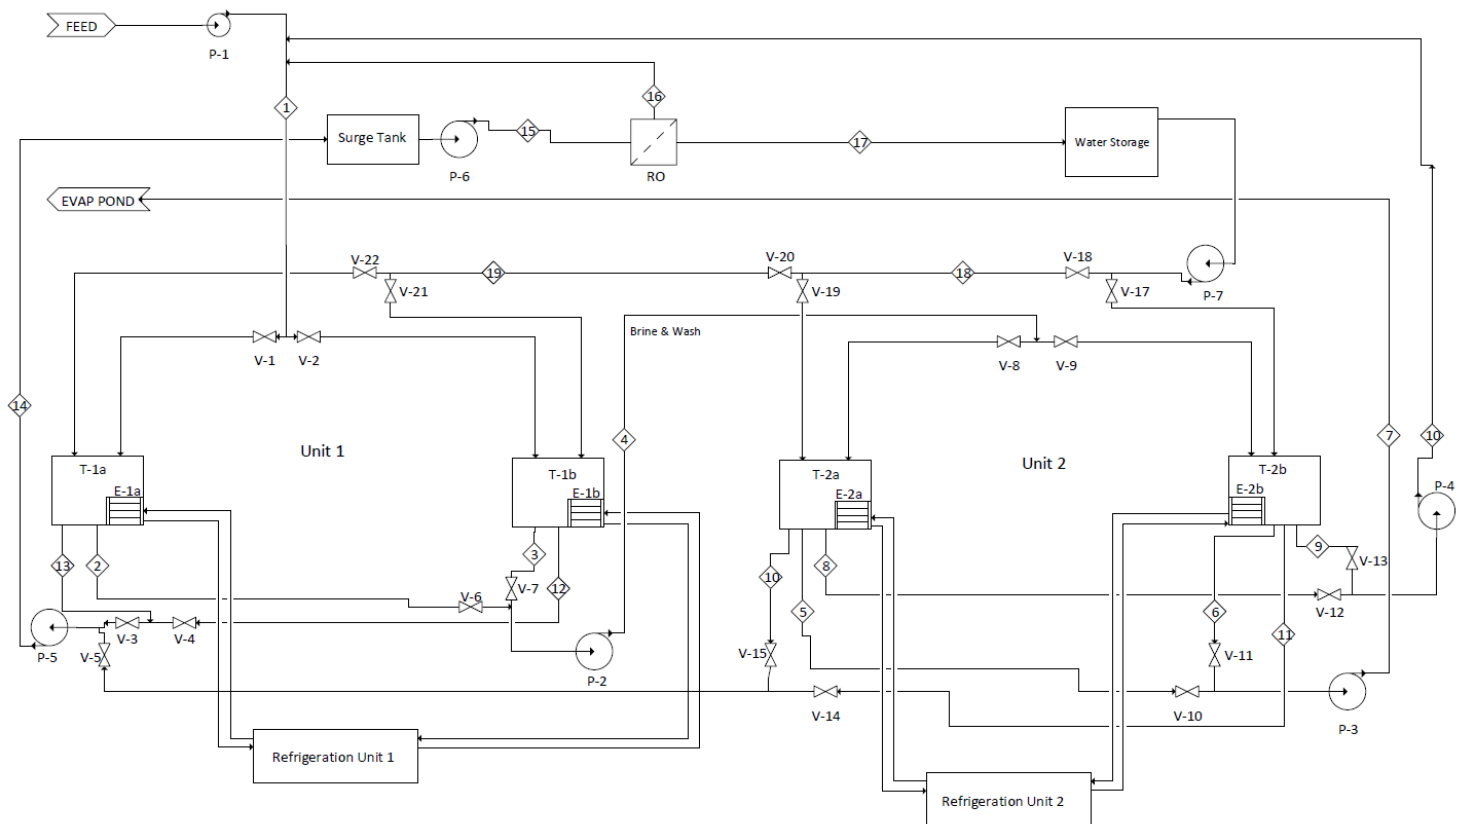 FEED
P-1
16
1
Surge Tank
15
17
Water Storage
P-6
RO
EVAP POND
V-22
19
V-20
18
V-18
V-21
V-19
V-17
P-7
Brine & Wash
V-1
V-2
V-8
V-9
14
4
7
10
Unit 1
Unit 2
T-1a
E-1a
T-1b
E-1b
T-2a
E-2a
T-2b
E-2b
P-4
13
2
3
12
10
8
9
V-7
V-13
V-6
V-12
5
6
11
P-5
V-3
V-4
V-5
P-2
V-15
V-11
V-14
V-10
P-3
Refrigeration Unit 1
Refrigeration Unit 2